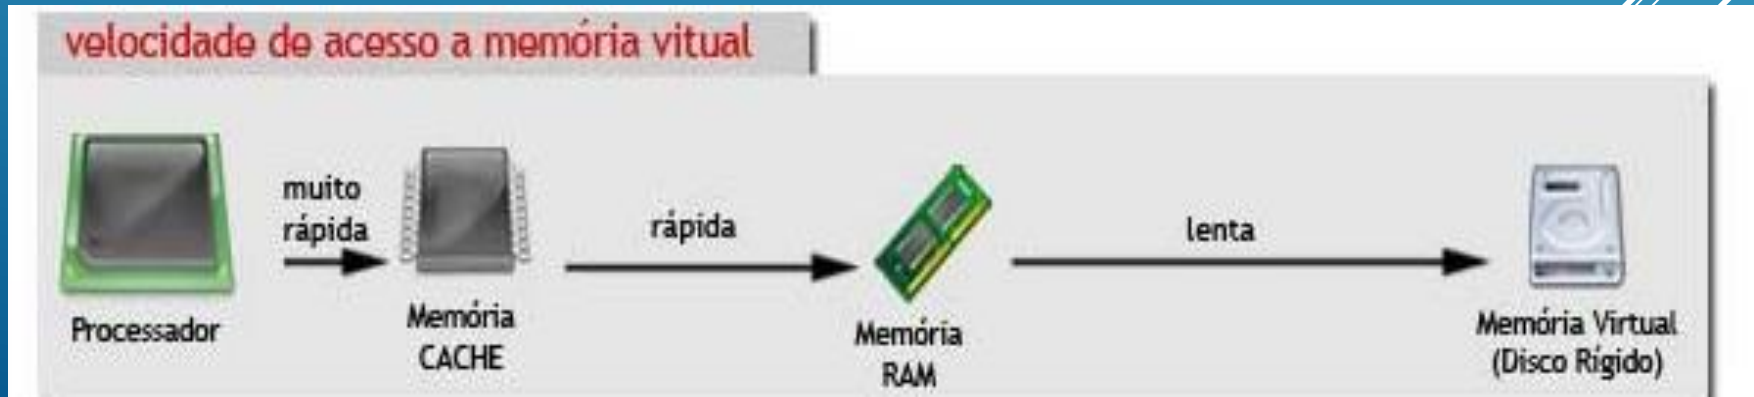 velocidade de acesso a memória vitual
muito
rápida
rápida
lenta
Processador
Memória
CACHE
Memória
RAM
Memória Virtual
(Disco Rígido)